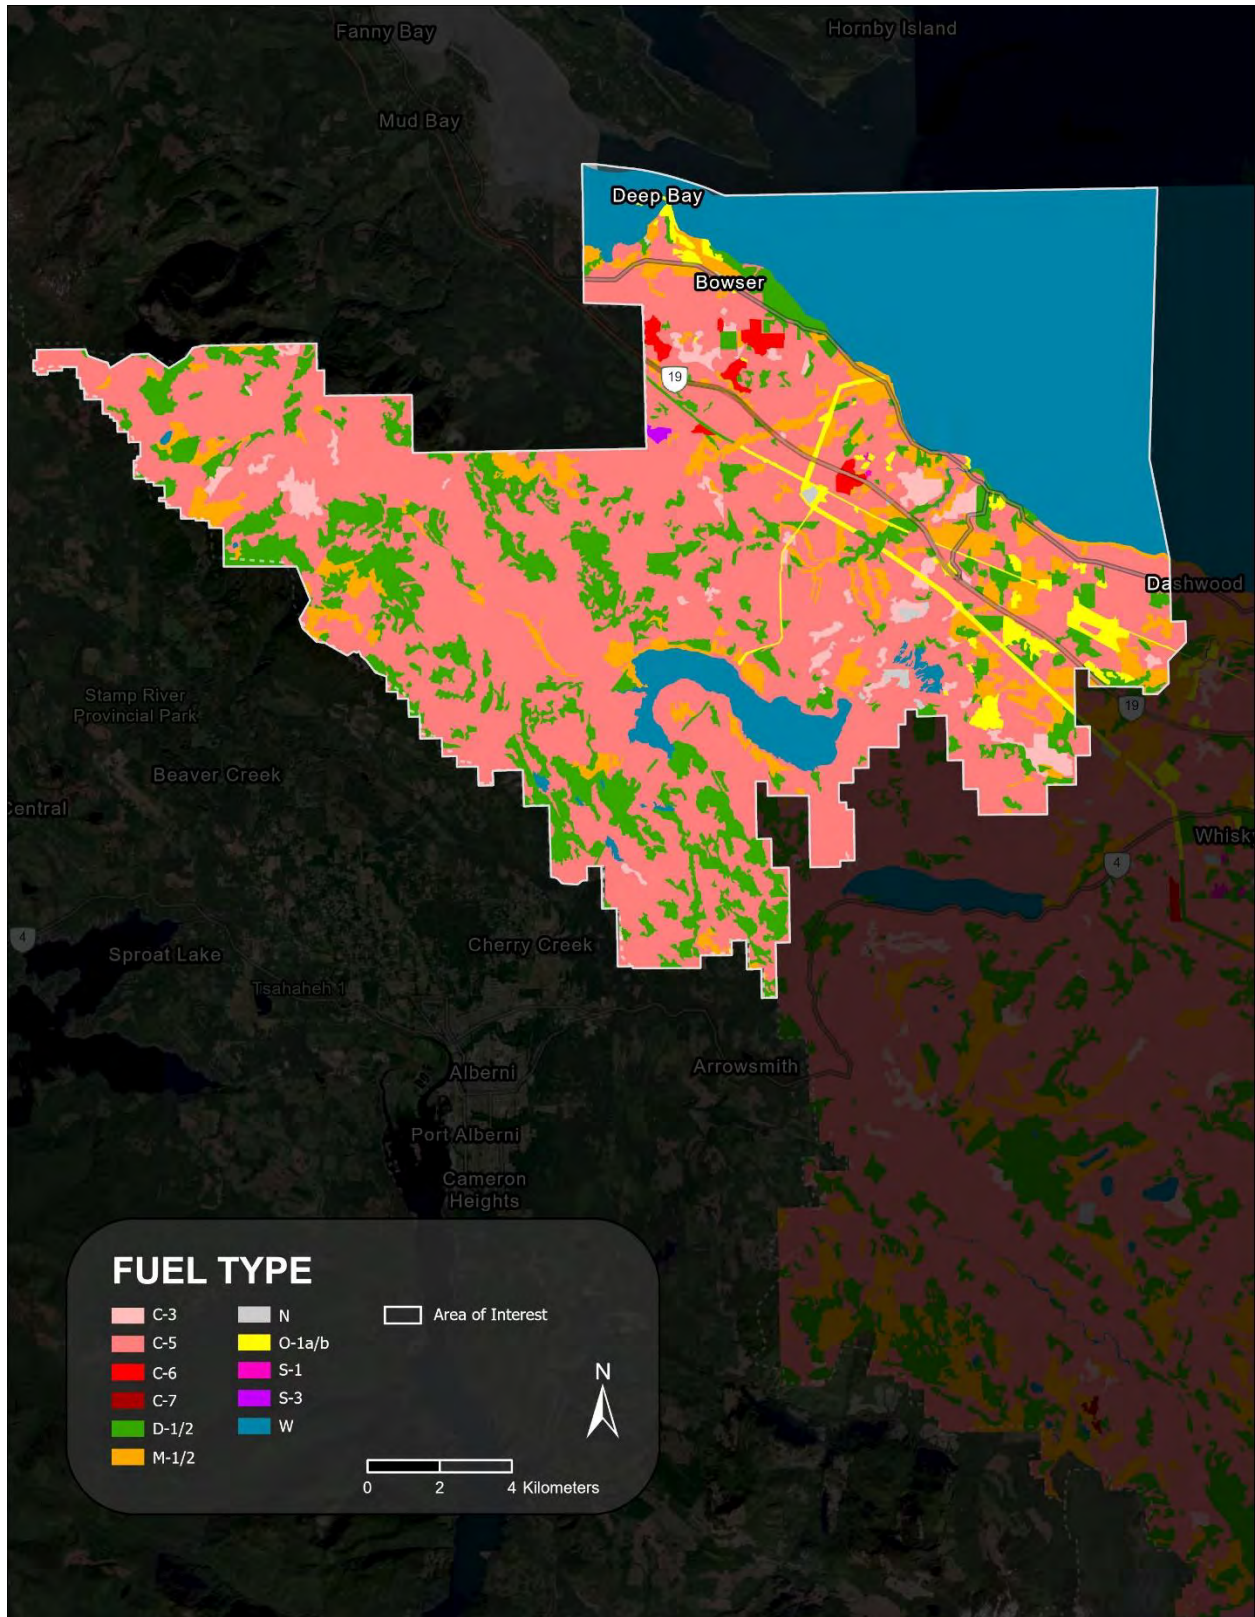 Fanny Bay
Hornby Island
Mud Bay
Deep Bay
Bowser
19
Dashwood
Stamp River
Provincial Park
19
Beaver Creek
Central
Whisky
4
4
Cherry Creek
Sproat Lake
Tsahaheh 1
Arrowsmith
Alberni
Port Alberni
Cameron
Heights
FUEL TYPE
C-3
C-5
C-6
C-7
D-1/2
M-1/2
N
O-1a/b
S-1
S-3
W
Area of Interest
N
0 2 4 Kilometers